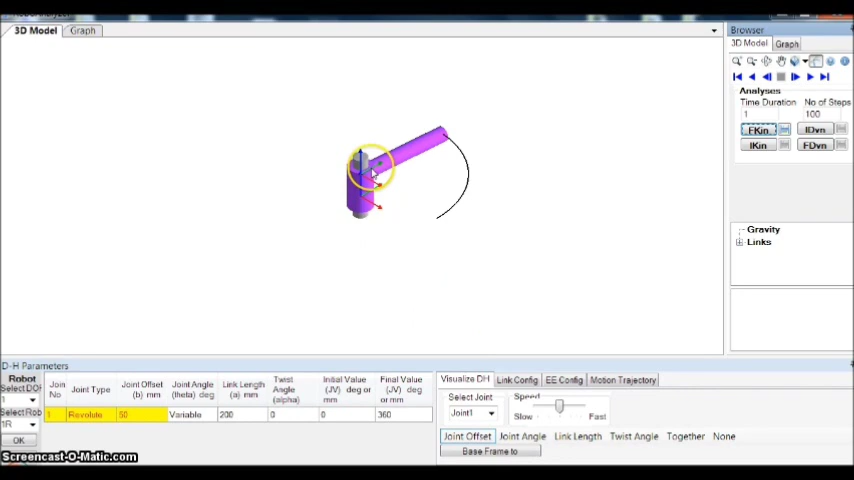 3D Model Graph
Browser
3D Model Graph
Analyses
Time Duration No of Steps
1 100
FKin IDyn
IKin FDyn
Gravity
Links
D-H Parameters
Robot
Select DOF
1
Select Rob
1R
OK
Join No Joint Type Joint Offset (b) mm Joint Angle (theta) deg Link Length (a) mm Twist Angle (alpha) Initial Value (JV) deg or mm Final Value (JV) deg or mm
1 Revolute 50 Variable 200 0 0 360
Visualize DH Link Config EE Config Motion Trajectory
Select Joint
Joint1
Speed
Slow Fast
Joint Offset Joint Angle Link Length Twist Angle Together None
Base Frame to
Screencast-O-Matic.com